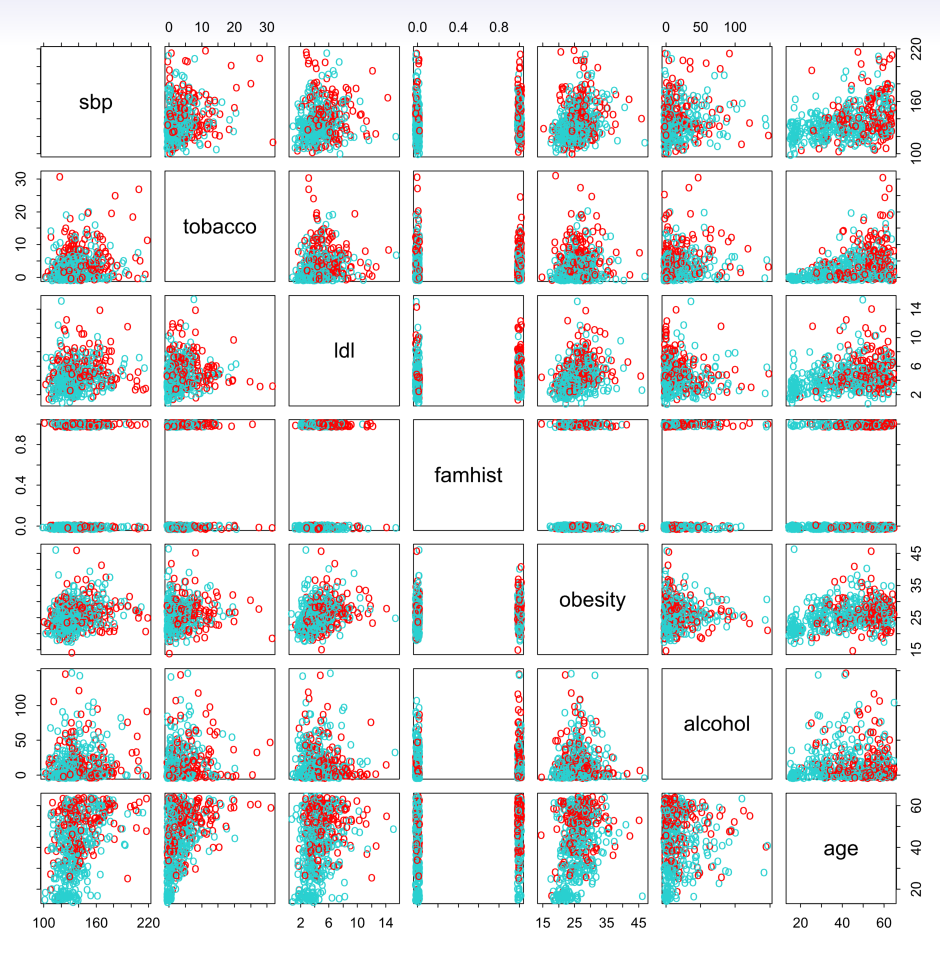 0 10 20 30 0.0 0.4 0.8 0 50 100
sbp
100 160 220
0 10 20 30
tobacco
ldl
2 6 10 14
0.0 0.4 0.8
famhist
obesity
15 25 35 45
0 50 100
alcohol
age
20 40 60
100 160 220 2 6 10 14 15 25 35 45 20 40 60